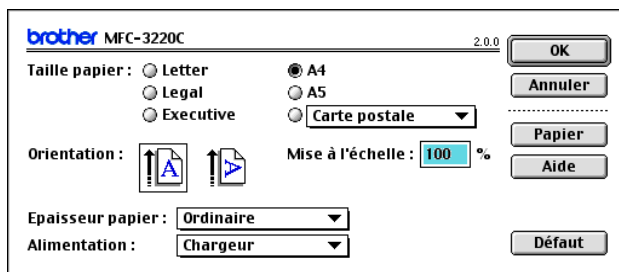 brother MFC-3220C 2.0.0
OK
Taille papier : Letter A4
Annuler
Legal A5
Executive Carte postale
Papier
Orientation : A A Mise à l'échelle : 100 %
Aide
Epaisseur papier : Ordinaire
Alimentation : Chargeur
Défaut